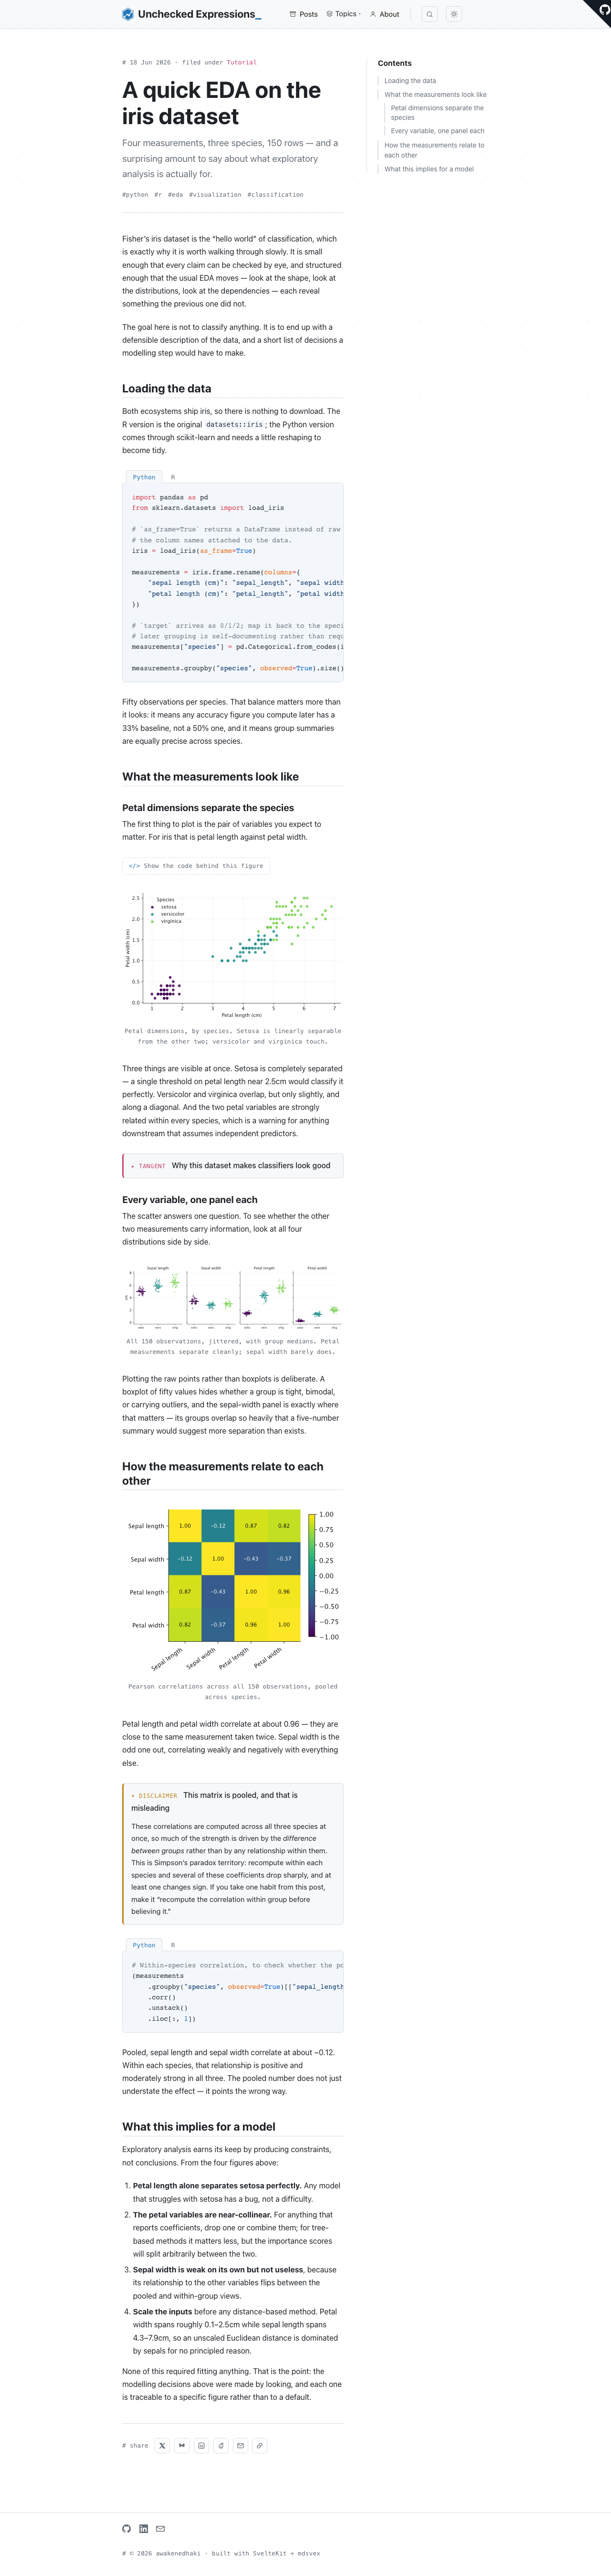 Unchecked Expressions_
Posts
Topics
About
# 18 Jun 2026 · filed under Tutorial
A quick EDA on the
iris dataset
Four measurements, three species, 150 rows — and a
surprising amount to say about what exploratory
analysis is actually for.
#python #r #eda #visualization #classification
Contents
Loading the data
What the measurements look like
Petal dimensions separate the
species
Every variable, one panel each
How the measurements relate to
each other
What this implies for a model
Fisher's iris dataset is the “hello world” of classification, which
is exactly why it is worth walking through slowly. It is small
enough that every claim can be checked by eye, and structured
enough that the usual EDA moves — look at the shape, look at
the distributions, look at the dependencies — each reveal
something the previous one did not.
The goal here is not to classify anything. It is to end up with a
defensible description of the data, and a short list of decisions a
modelling step would have to make.
Loading the data
Both ecosystems ship iris, so there is nothing to download. The
R version is the original datasets::iris ; the Python version
comes through scikit-learn and needs a little reshaping to
become tidy.
Python R
import pandas as pd
from sklearn.datasets import load_iris
# `as_frame=True` returns a DataFrame instead of raw
# the column names attached to the data.
iris = load_iris(as_frame=True)
measurements = iris.frame.rename(columns={
"sepal length (cm)": "sepal_length", "sepal width
"petal length (cm)": "petal_length", "petal width
})
# `target` arrives as 0/1/2; map it back to the speci
# later grouping is self-documenting rather than requ
measurements["species"] = pd.Categorical.from_codes(i
measurements.groupby("species", observed=True).size()
Fifty observations per species. That balance matters more than
it looks: it means any accuracy figure you compute later has a
33% baseline, not a 50% one, and it means group summaries
are equally precise across species.
What the measurements look like
Petal dimensions separate the species
The first thing to plot is the pair of variables you expect to
matter. For iris that is petal length against petal width.
</> Show the code behind this figure
Species
setosa
versicolor
virginica
2.5
2.0
1.5
1.0
0.5
0.0
Petal width (cm)
1 2 3 4 5 6 7
Petal length (cm)
Petal dimensions, by species. Setosa is linearly separable
from the other two; versicolor and virginica touch.
Three things are visible at once. Setosa is completely separated
— a single threshold on petal length near 2.5cm would classify it
perfectly. Versicolor and virginica overlap, but only slightly, and
along a diagonal. And the two petal variables are strongly
related within every species, which is a warning for anything
downstream that assumes independent predictors.
▸ TANGENT Why this dataset makes classifiers look good
Every variable, one panel each
The scatter answers one question. To see whether the other
two measurements carry information, look at all four
distributions side by side.
Sepal length Sepal width Petal length Petal width
All 150 observations, jittered, with group medians. Petal
measurements separate cleanly; sepal width barely does.
Plotting the raw points rather than boxplots is deliberate. A
boxplot of fifty values hides whether a group is tight, bimodal,
or carrying outliers, and the sepal-width panel is exactly where
that matters — its groups overlap so heavily that a five-number
summary would suggest more separation than exists.
How the measurements relate to each
other
Sepal length 1.00 −0.12 0.87 0.82
Sepal width −0.12 1.00 −0.43 −0.37
Petal length 0.87 −0.43 1.00 0.96
Petal width 0.82 −0.37 0.96 1.00
Sepal length Sepal width Petal length Petal width
1.00
0.75
0.50
0.25
0.00
−0.25
−0.50
−0.75
−1.00
Pearson correlations across all 150 observations, pooled
across species.
Petal length and petal width correlate at about 0.96 — they are
close to the same measurement taken twice. Sepal width is the
odd one out, correlating weakly and negatively with everything
else.
▾ DISCLAIMER This matrix is pooled, and that is
misleading
These correlations are computed across all three species at
once, so much of the strength is driven by the difference
between groups rather than by any relationship within them.
This is Simpson's paradox territory: recompute within each
species and several of these coefficients drop sharply, and at
least one changes sign. If you take one habit from this post,
make it “recompute the correlation within group before
believing it.”
Python R
# Within-species correlation, to check whether the po
(measurements
.groupby("species", observed=True)[["sepal_length
.corr()
.unstack()
.iloc[:, 1])
Pooled, sepal length and sepal width correlate at about −0.12.
Within each species, that relationship is positive and
moderately strong in all three. The pooled number does not just
understate the effect — it points the wrong way.
What this implies for a model
Exploratory analysis earns its keep by producing constraints,
not conclusions. From the four figures above:
1. Petal length alone separates setosa perfectly. Any model
that struggles with setosa has a bug, not a difficulty.
2. The petal variables are near-collinear. For anything that
reports coefficients, drop one or combine them; for tree-
based methods it matters less, but the importance scores
will split arbitrarily between the two.
3. Sepal width is weak on its own but not useless, because
its relationship to the other variables flips between the
pooled and within-group views.
4. Scale the inputs before any distance-based method. Petal
width spans roughly 0.1–2.5cm while sepal length spans
4.3–7.9cm, so an unscaled Euclidean distance is dominated
by sepals for no principled reason.
None of this required fitting anything. That is the point: the
modelling decisions above were made by looking, and each one
is traceable to a specific figure rather than to a default.
# share
# © 2026 awakenedhaki · built with SvelteKit + mdsvex